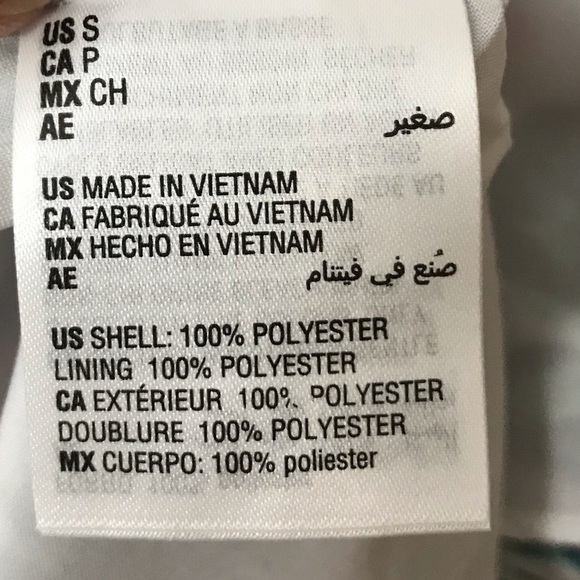 US S
CA P
MX CH
AE صغير
US MADE IN VIETNAM
CA FABRIQUÉ AU VIETNAM
MX HECHO EN VIETNAM
AE صُنع في فيتنام
US SHELL: 100% POLYESTER
LINING 100% POLYESTER
CA EXTÉRIEUR 100% POLYESTER
DOUBLURE 100% POLYESTER
MX CUERPO: 100% poliester